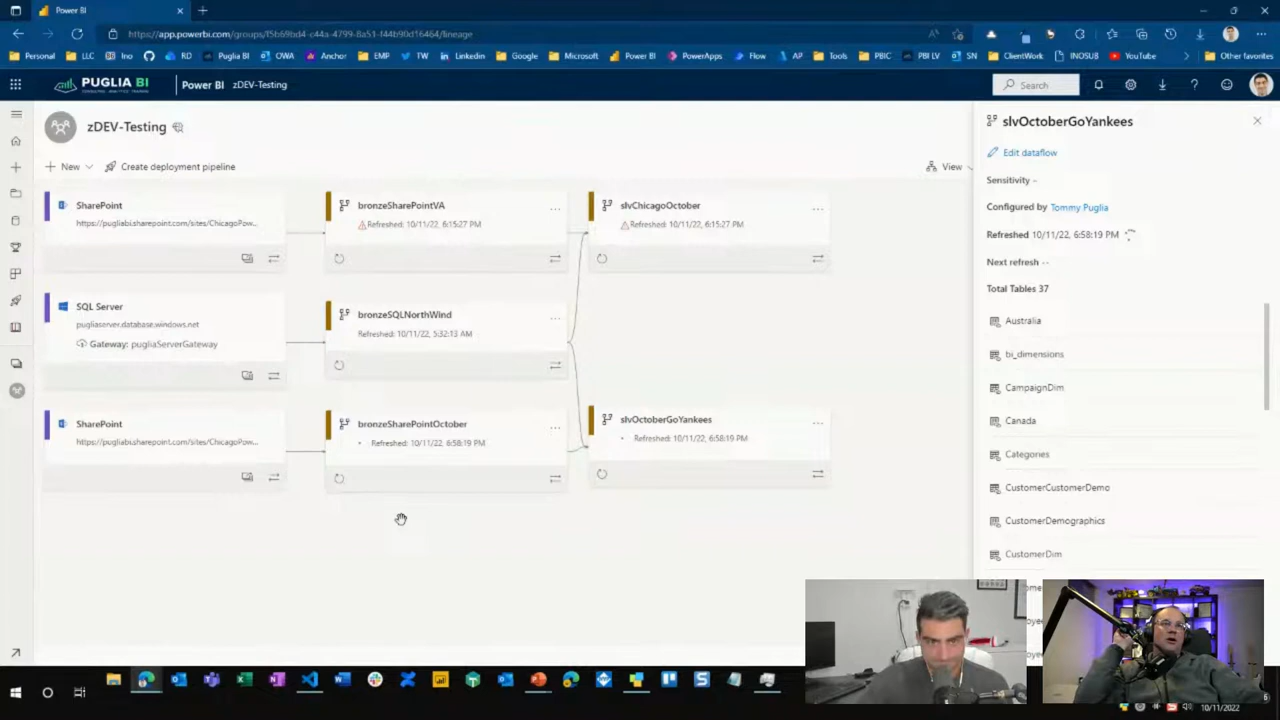 Power BI
https://app.powerbi.com/groups/f5b69bd4-c44a-4799-8a51-f44b90d16464/lineage
Personal LLC Ino RD Puglia BI OWA Anchor EMP TW Linkedin Google Microsoft Power BI PowerApps Flow AP Tools PBIC PBI LV SN ClientWork INOSUB YouTube Other favorites
PUGLIA BI Power BI zDEV-Testing Search
zDEV-Testing
New Create deployment pipeline View
SharePoint
https://pugliabi.sharepoint.com/sites/ChicagoPow...
bronzeSharePointVA
Refreshed: 10/11/22, 6:15:27 PM
slvChicagoOctober
Refreshed: 10/11/22, 6:15:27 PM
SQL Server
pugliaserver.database.windows.net
Gateway: pugliaServerGateway
bronzeSQLNorthWind
Refreshed: 10/11/22, 5:32:13 AM
SharePoint
https://pugliabi.sharepoint.com/sites/ChicagoPow...
bronzeSharePointOctober
Refreshed: 10/11/22, 6:58:19 PM
slvOctoberGoYankees
Refreshed: 10/11/22, 6:58:19 PM
slvOctoberGoYankees
Edit dataflow
Sensitivity –
Configured by Tommy Puglia
Refreshed 10/11/22, 6:58:19 PM
Next refresh --
Total Tables 37
Australia
bi_dimensions
CampaignDim
Canada
Categories
CustomerCustomerDemo
CustomerDemographics
CustomerDim
10/11/2022